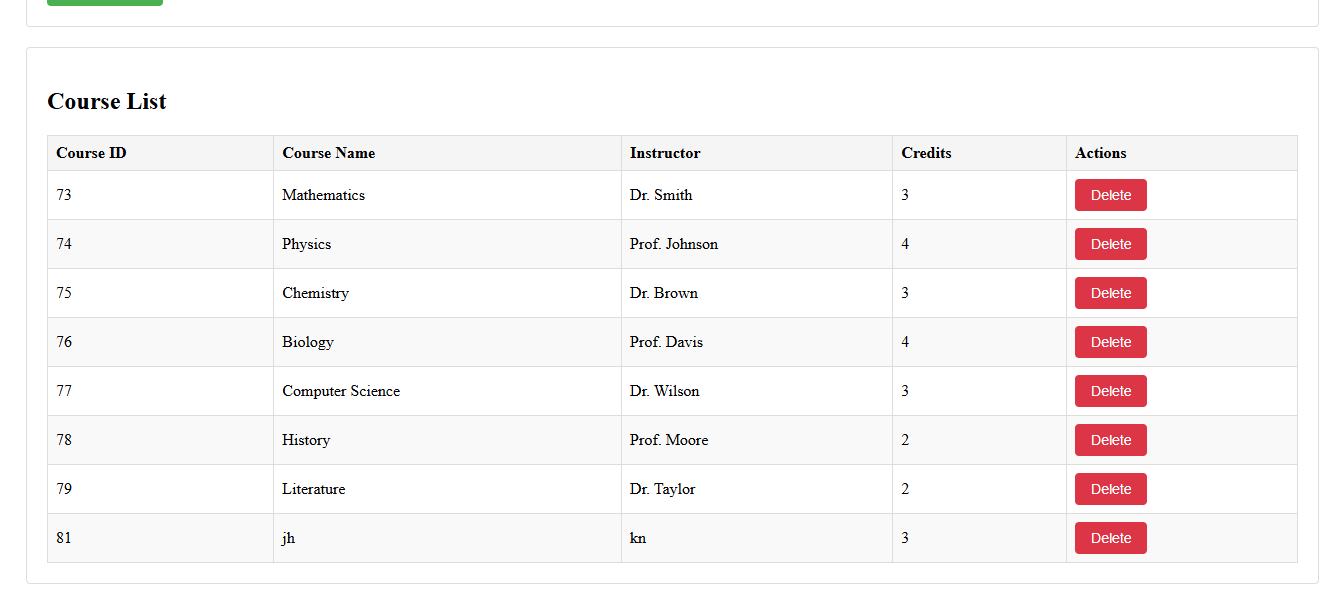 Course List
Course ID Course Name Instructor Credits Actions
73 Mathematics Dr. Smith 3 Delete
74 Physics Prof. Johnson 4 Delete
75 Chemistry Dr. Brown 3 Delete
76 Biology Prof. Davis 4 Delete
77 Computer Science Dr. Wilson 3 Delete
78 History Prof. Moore 2 Delete
79 Literature Dr. Taylor 2 Delete
81 jh kn 3 Delete